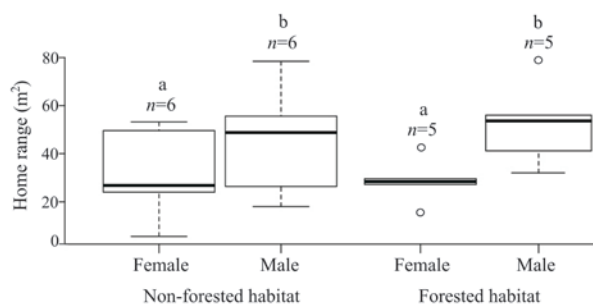 b
b
n=6
n=5
80
a
n=6
a
n=5
60
40
20
0
Home range (m²)
Female
Male
Female
Male
Non-forested habitat
Forested habitat